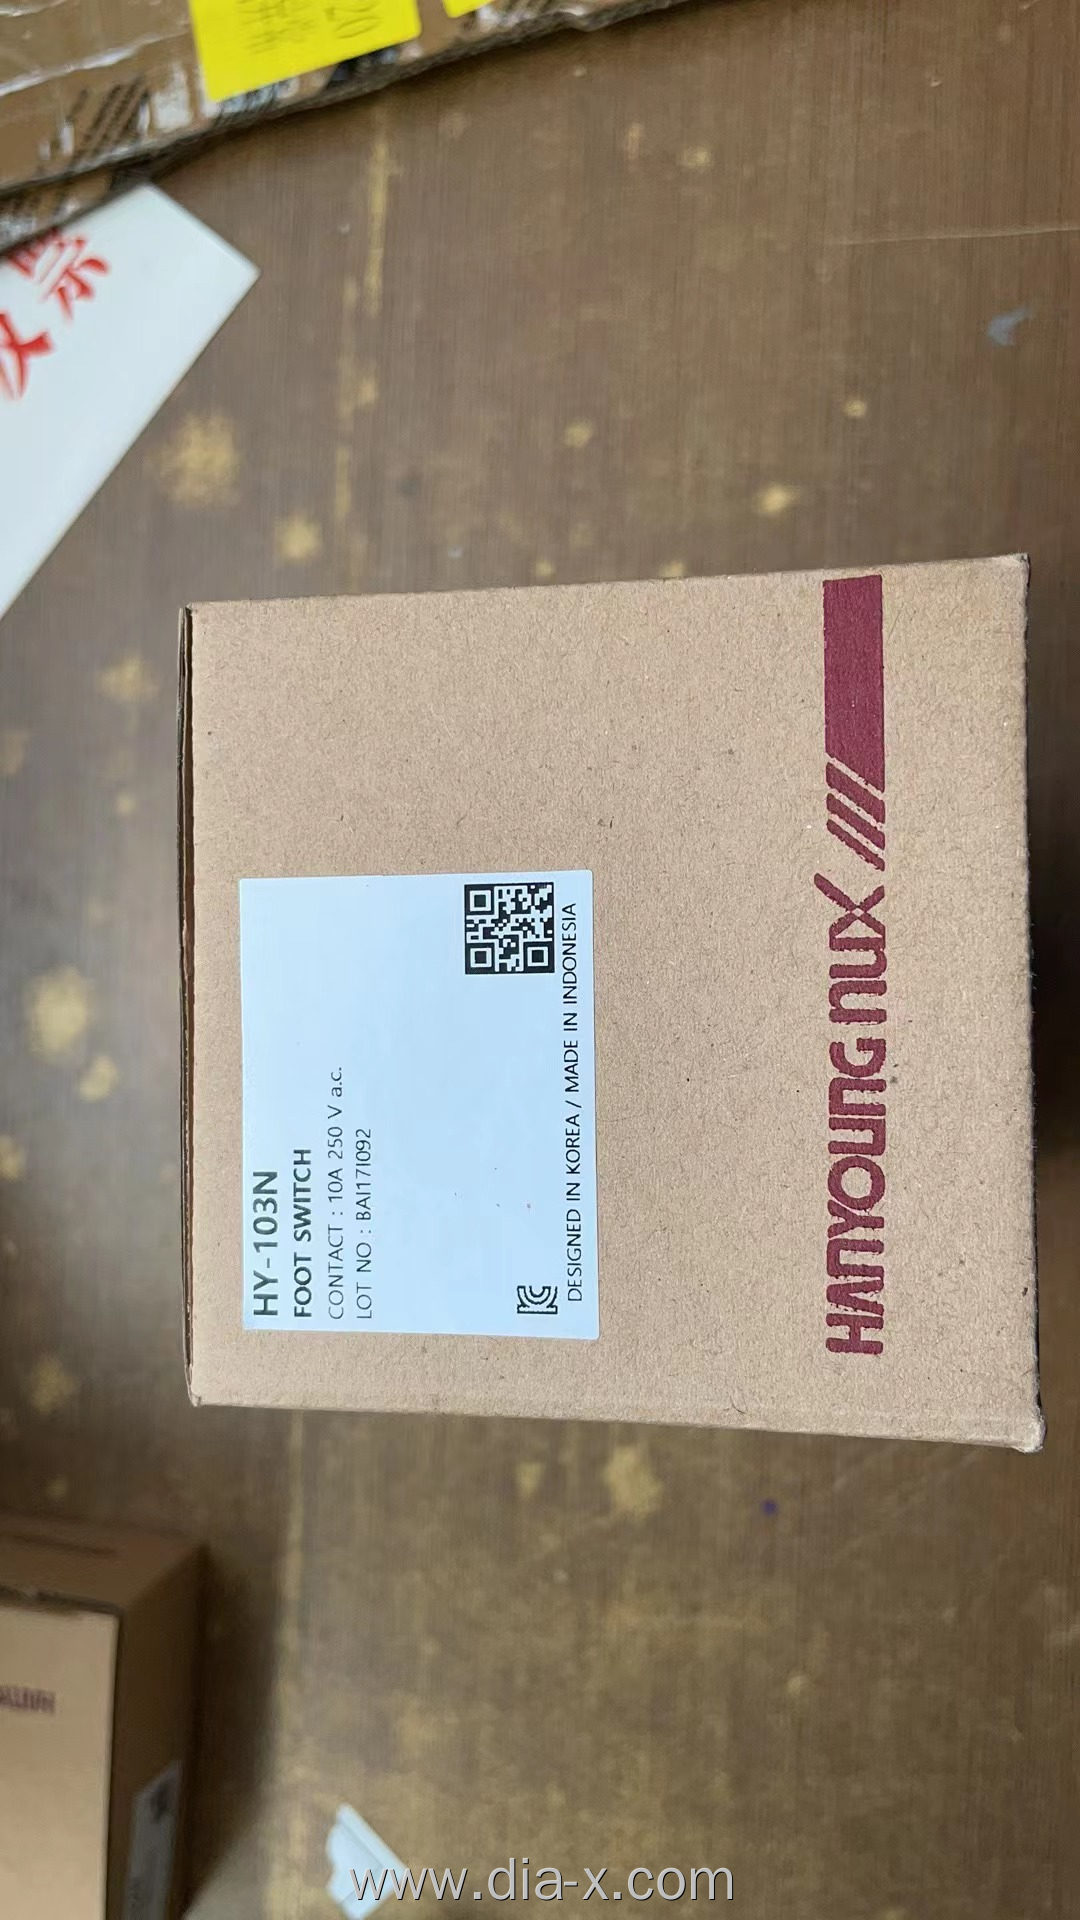 HY-103N
FOOT SWITCH
CONTACT : 10A 250 V a.c.
LOT NO : BAI17I092
DESIGNED IN KOREA / MADE IN INDONESIA
HANYOUNG NUX
www.dia-x.com